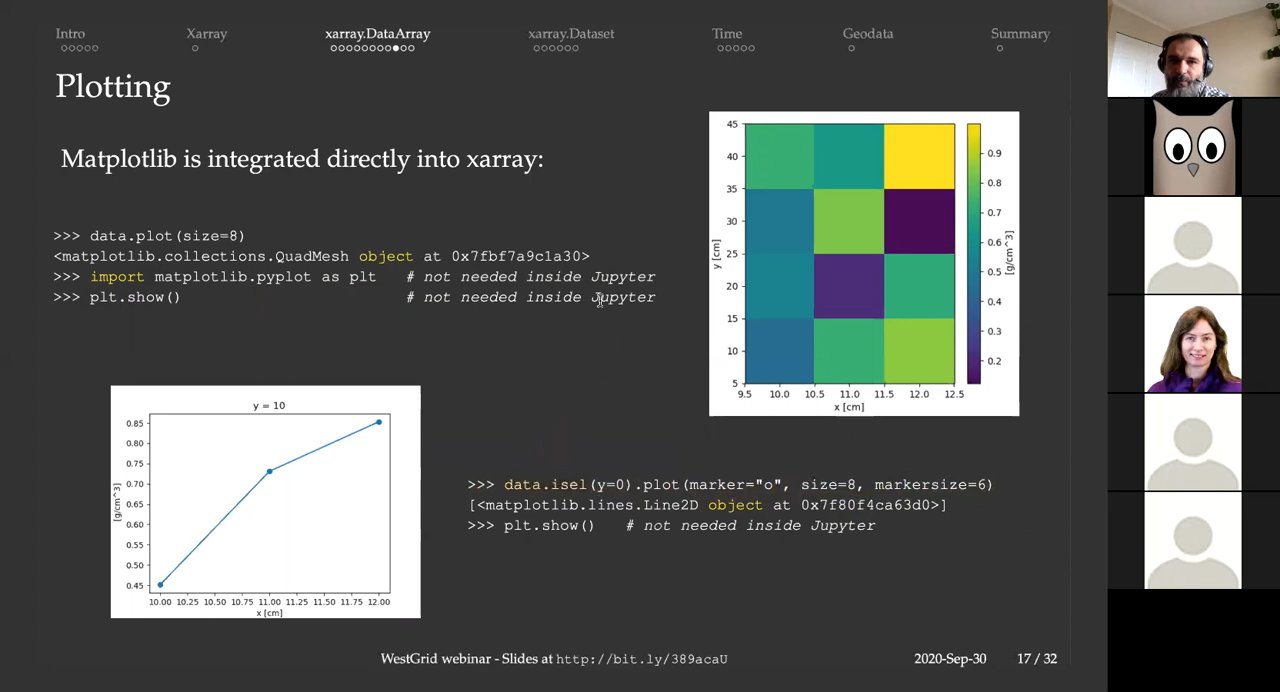 Intro Xarray xarray.DataArray xarray.Dataset Time Geodata Summary
Plotting
Matplotlib is integrated directly into xarray:
>>> data.plot(size=8)
<matplotlib.collections.QuadMesh object at 0x7fbf7a9c1a30>
>>> import matplotlib.pyplot as plt # not needed inside Jupyter
>>> plt.show() # not needed inside Jupyter
45
40
35
30
25
20
15
10
5
y [cm]
9.5 10.0 10.5 11.0 11.5 12.0 12.5
x [cm]
0.9
0.8
0.7
0.6
0.5
0.4
0.3
0.2
[g/cm^3]
y = 10
0.85
0.80
0.75
0.70
0.65
0.60
0.55
0.50
0.45
[g/cm^3]
10.00 10.25 10.50 10.75 11.00 11.25 11.50 11.75 12.00
x [cm]
>>> data.isel(y=0).plot(marker="o", size=8, markersize=6)
[<matplotlib.lines.Line2D object at 0x7f80f4ca63d0>]
>>> plt.show() # not needed inside Jupyter
WestGrid webinar - Slides at http://bit.ly/389acaU 2020-Sep-30 17 / 32